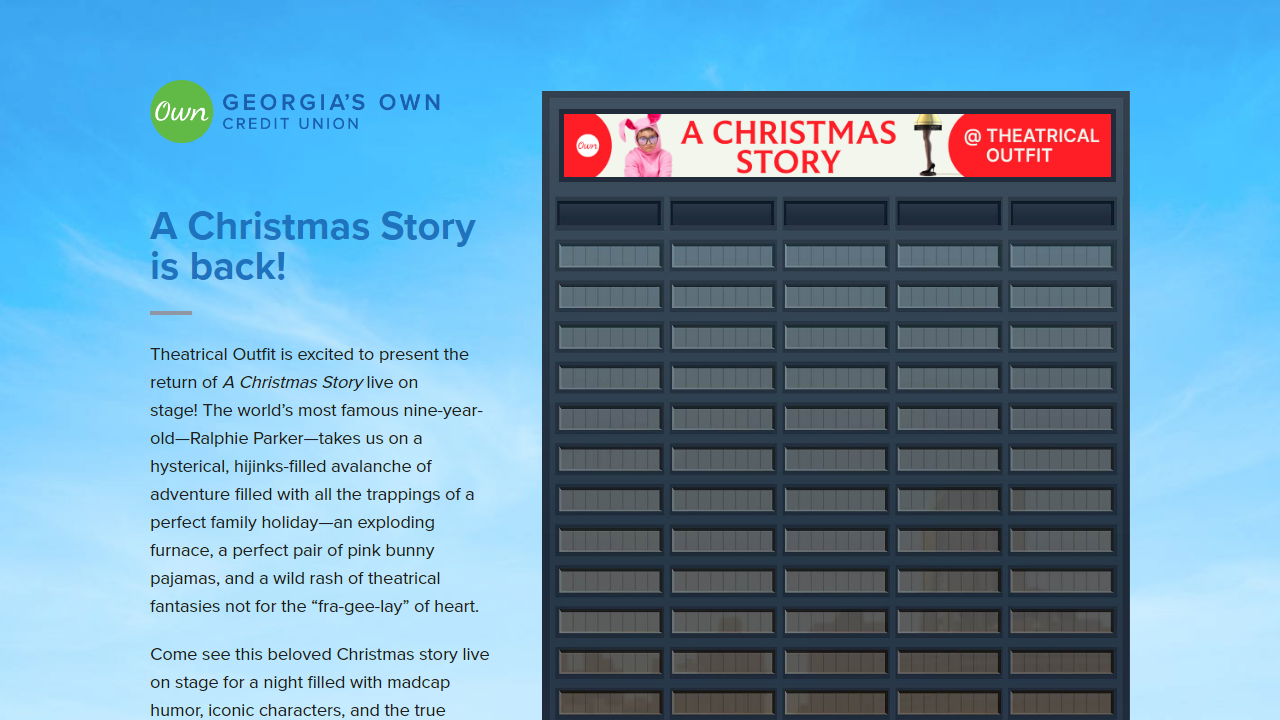 Own
GEORGIA'S OWN
CREDIT UNION
A Christmas Story
is back!
Theatrical Outfit is excited to present the
return of A Christmas Story live on
stage! The world’s most famous nine-year-
old—Ralphie Parker—takes us on a
hysterical, hijinks-filled avalanche of
adventure filled with all the trappings of a
perfect family holiday—an exploding
furnace, a perfect pair of pink bunny
pajamas, and a wild rash of theatrical
fantasies not for the “fra-gee-lay” of heart.
Come see this beloved Christmas story live
on stage for a night filled with madcap
humor, iconic characters, and the true
Own
A CHRISTMAS
STORY
@ THEATRICAL
OUTFIT